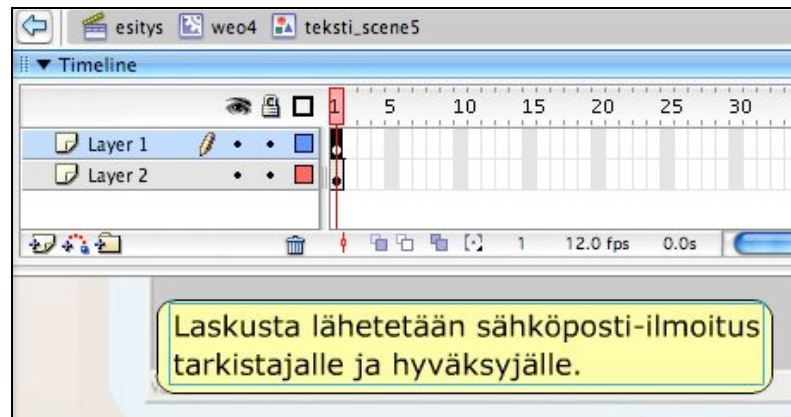 esitys weo4 teksti_scene5
Timeline
1 5 10 15 20 25 30
Layer 1
Layer 2
1 12.0 fps 0.0s
Laskusta lähetetään sähköposti-ilmoitus
tarkistajalle ja hyväksyjälle.